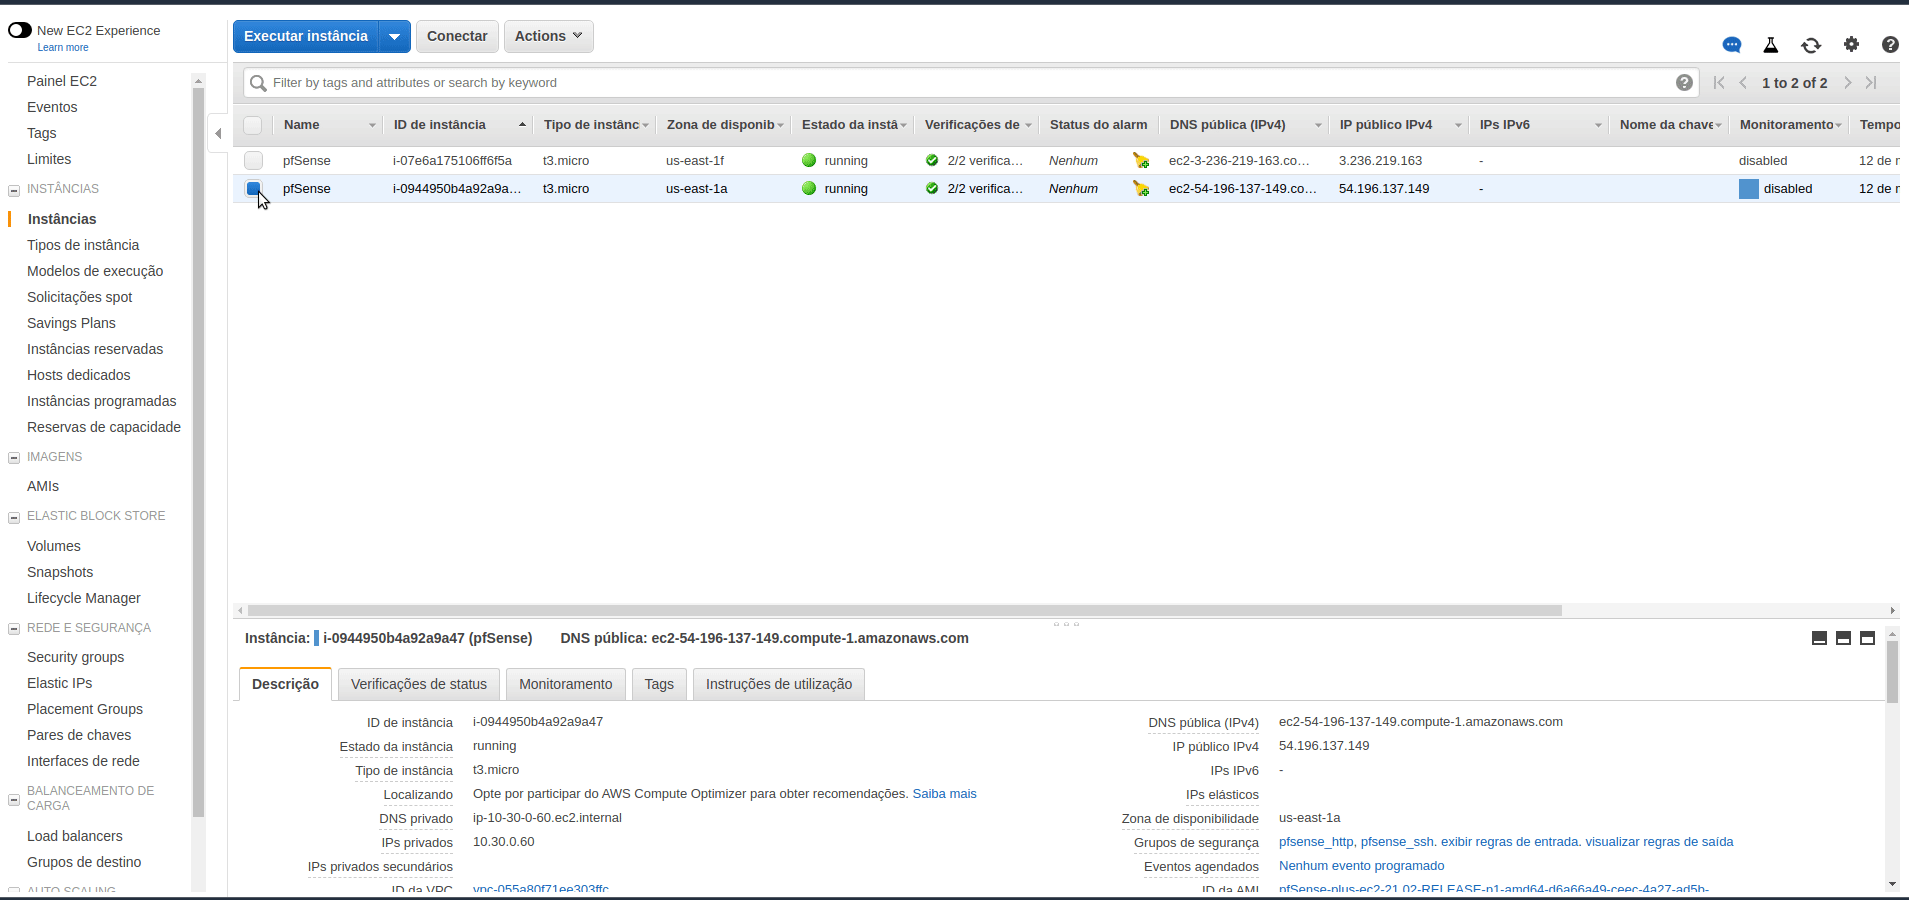 New EC2 Experience
Learn more
Painel EC2
Eventos
Tags
Limites
INSTÂNCIAS
Instâncias
Tipos de instância
Modelos de execução
Solicitações spot
Savings Plans
Instâncias reservadas
Hosts dedicados
Instâncias programadas
Reservas de capacidade
IMAGENS
AMIs
ELASTIC BLOCK STORE
Volumes
Snapshots
Lifecycle Manager
REDE E SEGURANÇA
Security groups
Elastic IPs
Placement Groups
Pares de chaves
Interfaces de rede
BALANCEAMENTO DE
CARGA
Load balancers
Grupos de destino
AUTO SCALING
Executar instância Conectar Actions
Filter by tags and attributes or search by keyword 1 to 2 of 2
Name ID de instância Tipo de instânc Zona de disponib Estado da instâ Verificações de Status do alarm DNS pública (IPv4) IP público IPv4 IPs IPv6 Nome da chave Monitoramento Tempo
pfSense i-07e6a175106ff6f5a t3.micro us-east-1f running 2/2 verifica... Nenhum ec2-3-236-219-163.co... 3.236.219.163 - disabled 12 de
pfSense i-0944950b4a92a9a... t3.micro us-east-1a running 2/2 verifica... Nenhum ec2-54-196-137-149.co... 54.196.137.149 - disabled 12 de
Instância: i-0944950b4a92a9a47 (pfSense) DNS pública: ec2-54-196-137-149.compute-1.amazonaws.com
Descrição Verificações de status Monitoramento Tags Instruções de utilização
ID de instância i-0944950b4a92a9a47 DNS pública (IPv4) ec2-54-196-137-149.compute-1.amazonaws.com
Estado da instância running IP público IPv4 54.196.137.149
Tipo de instância t3.micro IPs IPv6 -
Localizando Opte por participar do AWS Compute Optimizer para obter recomendações. Saiba mais IPs elásticos
DNS privado ip-10-30-0-60.ec2.internal Zona de disponibilidade us-east-1a
IPs privados 10.30.0.60 Grupos de segurança pfsense_http, pfsense_ssh. exibir regras de entrada. visualizar regras de saída
IPs privados secundários Eventos agendados Nenhum evento programado
ID da VPC vpc-055a80f71ee303ffc ID da AMI pfSense-plus-ec2-21.02-RELEASE-p1-amd64-d6a66a49-ceec-4a27-ad5b-